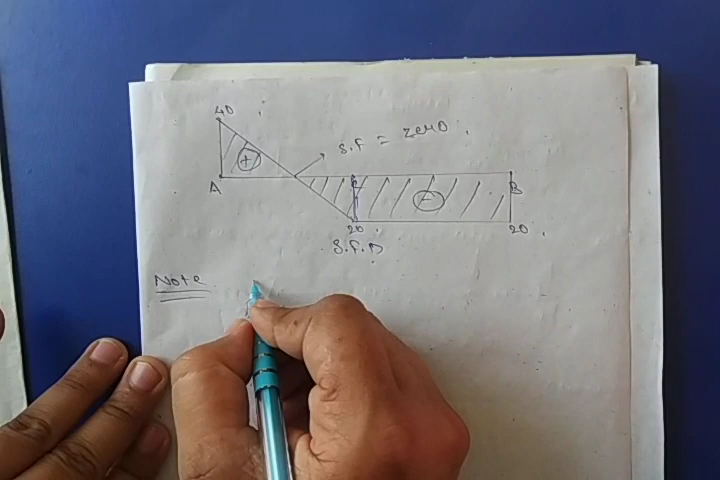 40
S.F = zero
+
A
B
-
20
20
S.F.D
Note